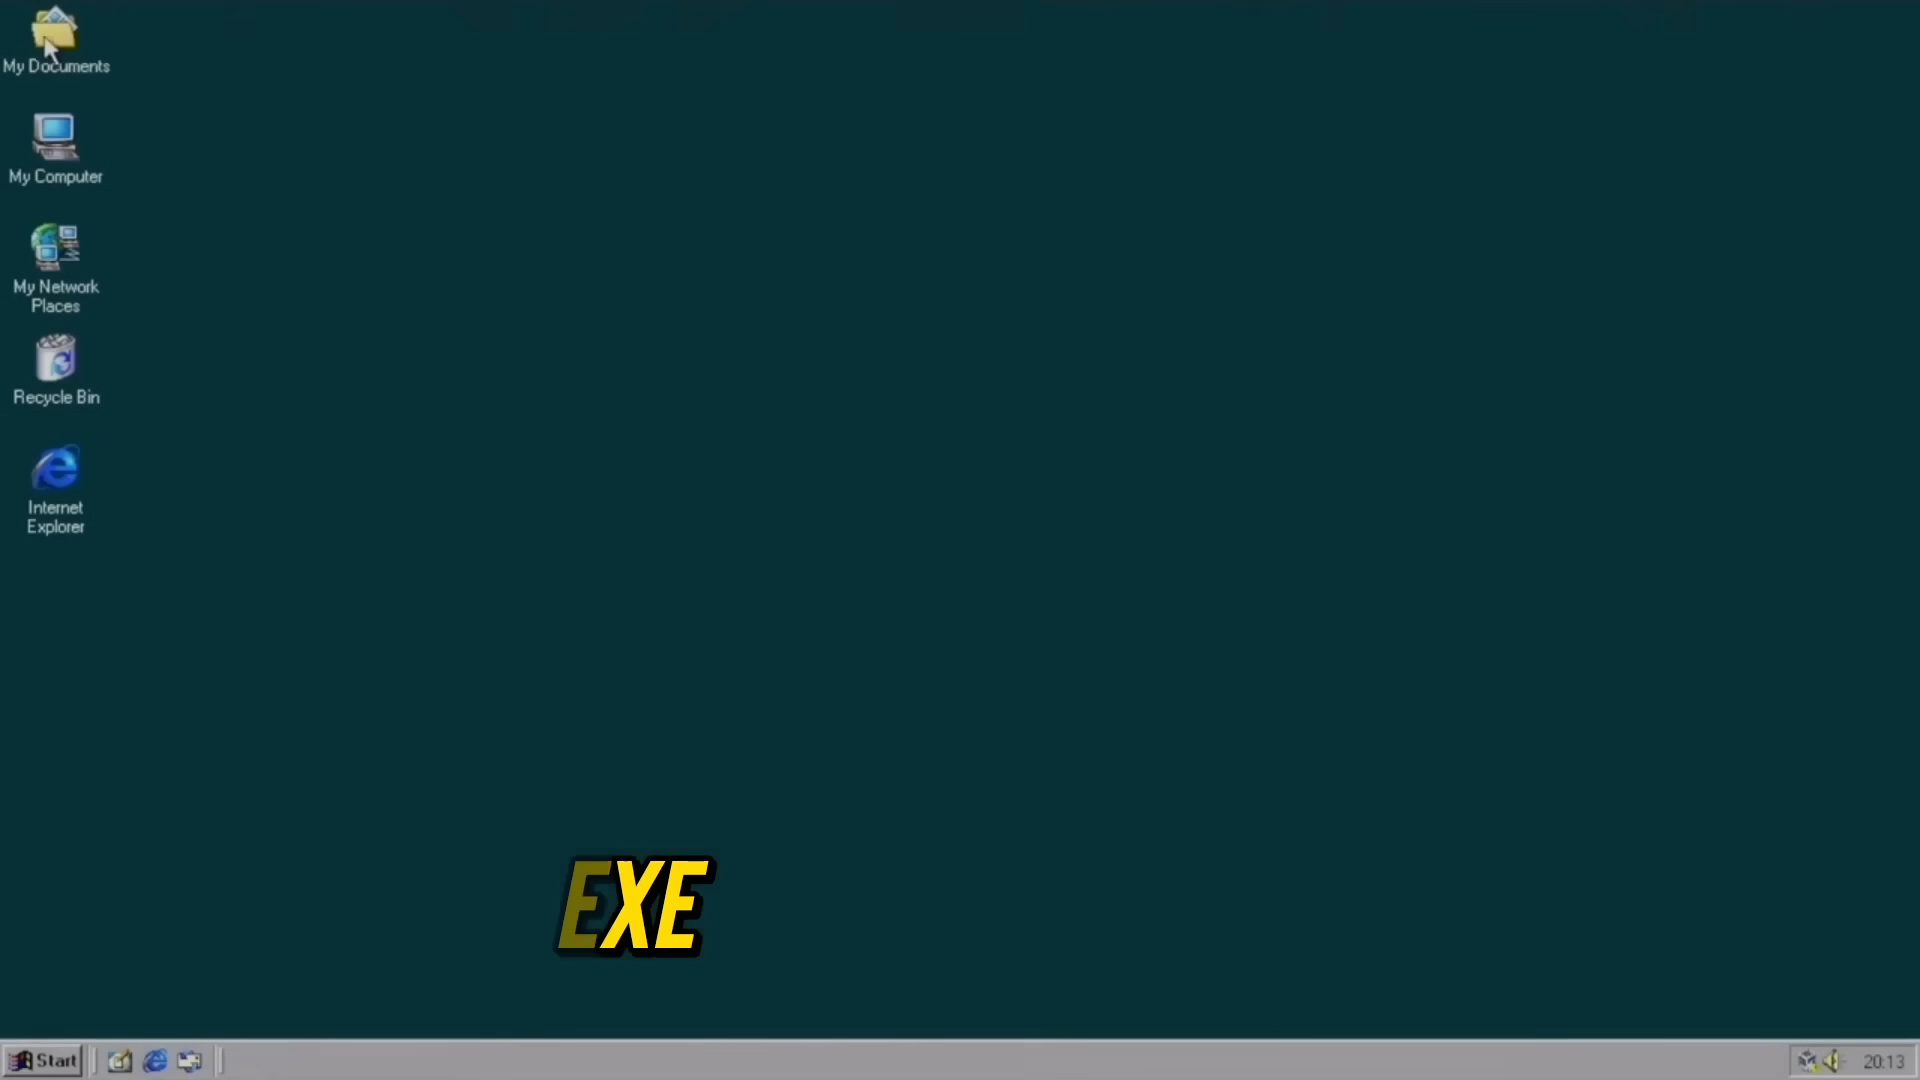 My Documents
My Computer
My Network
Places
Recycle Bin
Internet
Explorer
EXE
Start
20:13